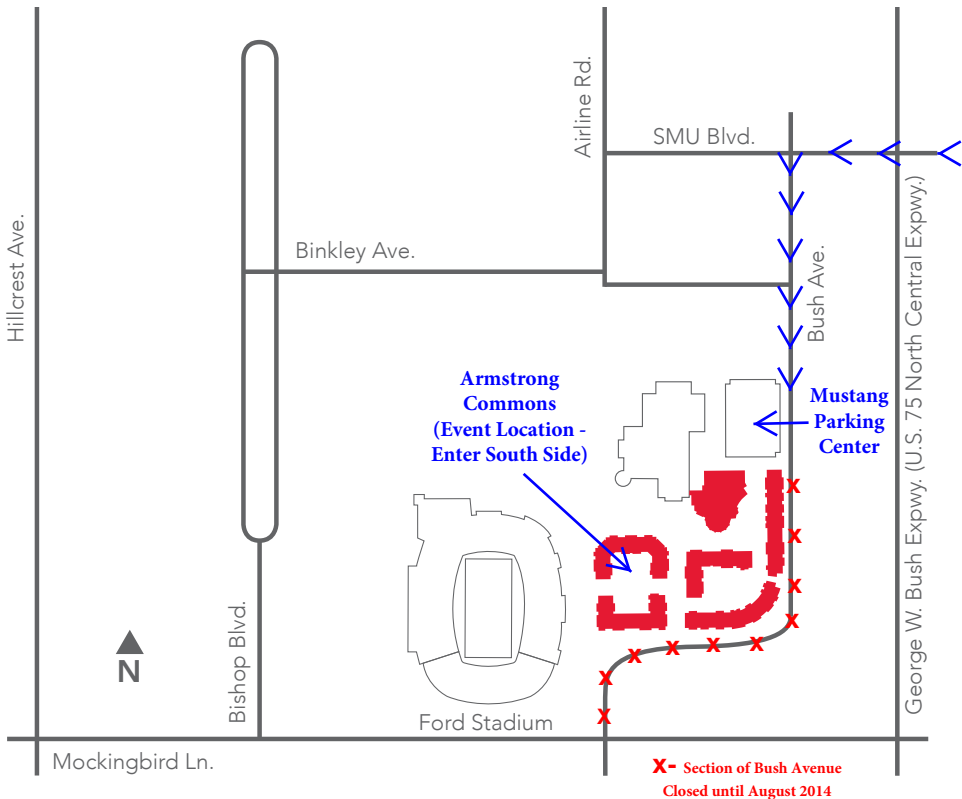 Airline Rd.
SMU Blvd.
Hillcrest Ave.
Binkley Ave.
Bush Ave.
George W. Bush Expwy. (U.S. 75 North Central Expwy.)
Armstrong
Commons
(Event Location -
Enter South Side)
Mustang
Parking
Center
Bishop Blvd.
N
Ford Stadium
Mockingbird Ln.
X- Section of Bush Avenue
Closed until August 2014